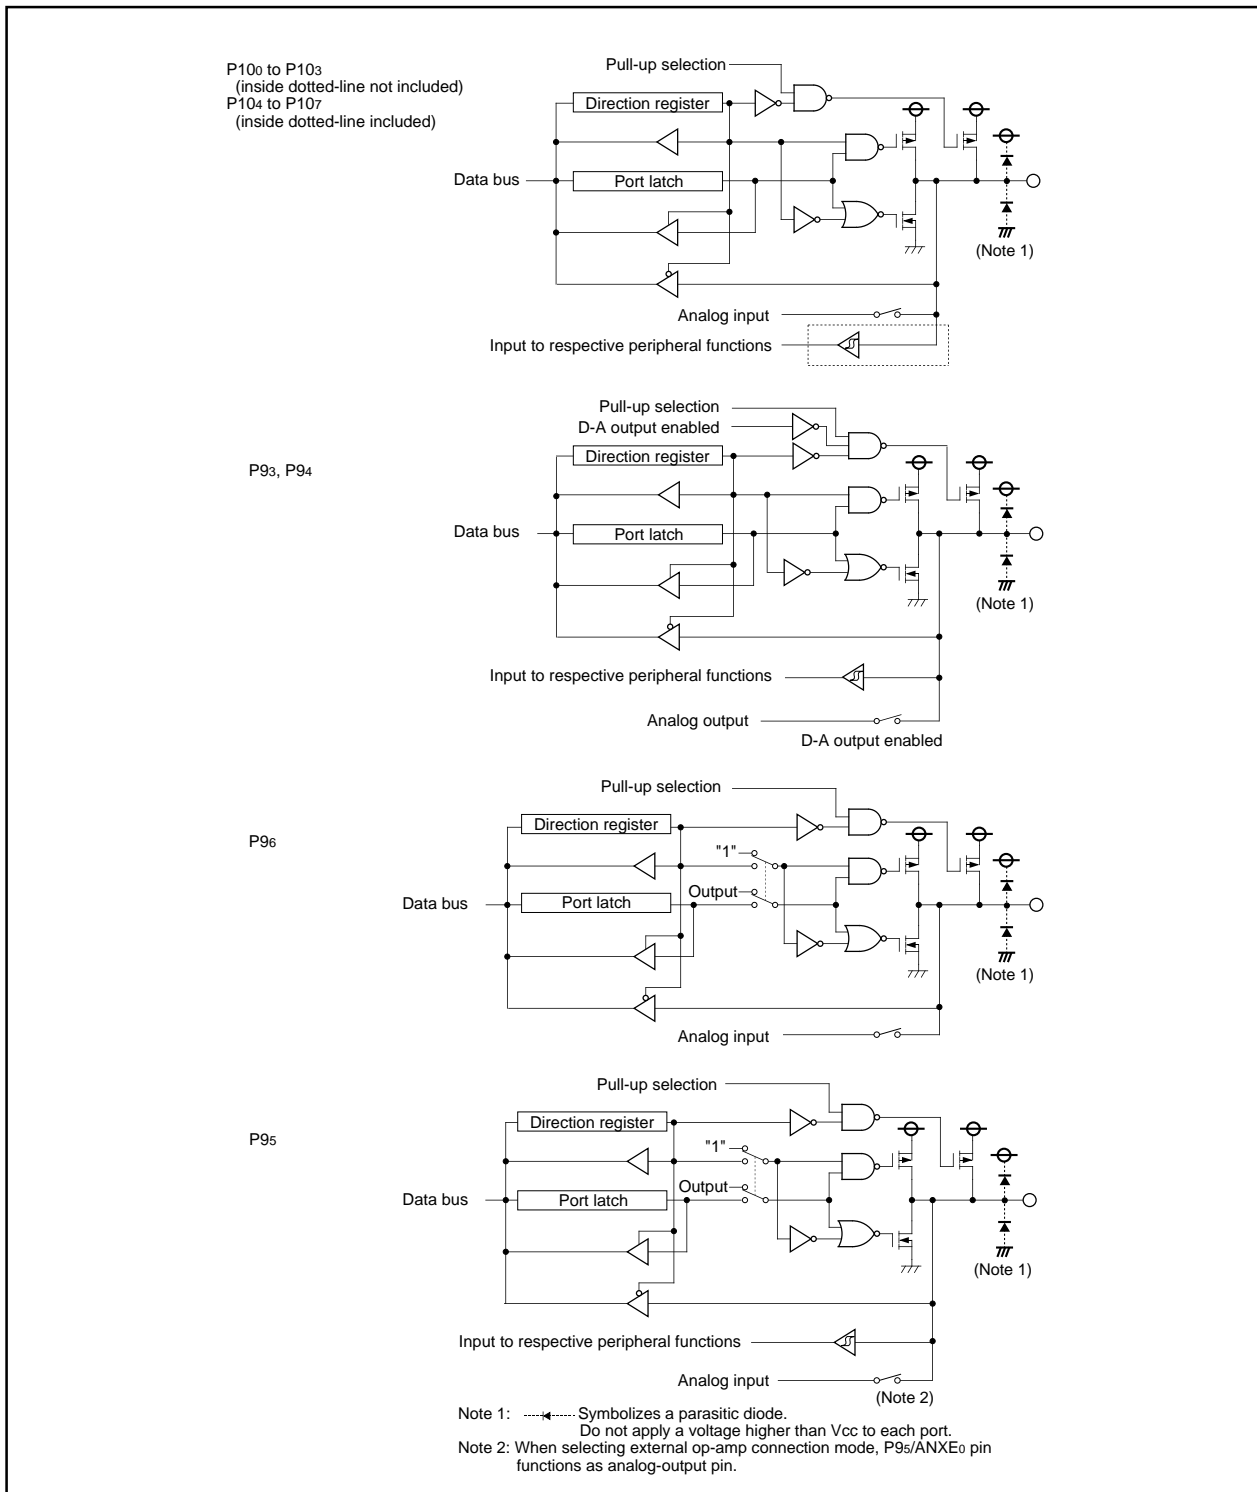 P100 to P103
(inside dotted-line not included)
P104 to P107
(inside dotted-line included)
Pull-up selection
Direction register
Data bus
Port latch
(Note 1)
Analog input
Input to respective peripheral functions
P93, P94
Pull-up selection
D-A output enabled
Direction register
Data bus
Port latch
(Note 1)
Input to respective peripheral functions
Analog output
D-A output enabled
P96
Pull-up selection
Direction register
"1"
Output
Data bus
Port latch
(Note 1)
Analog input
P95
Pull-up selection
Direction register
"1"
Output
Data bus
Port latch
(Note 1)
Input to respective peripheral functions
Analog input
(Note 2)
Note 1: Symbolizes a parasitic diode.
Do not apply a voltage higher than Vcc to each port.
Note 2: When selecting external op-amp connection mode, P95/ANXE0 pin
functions as analog-output pin.